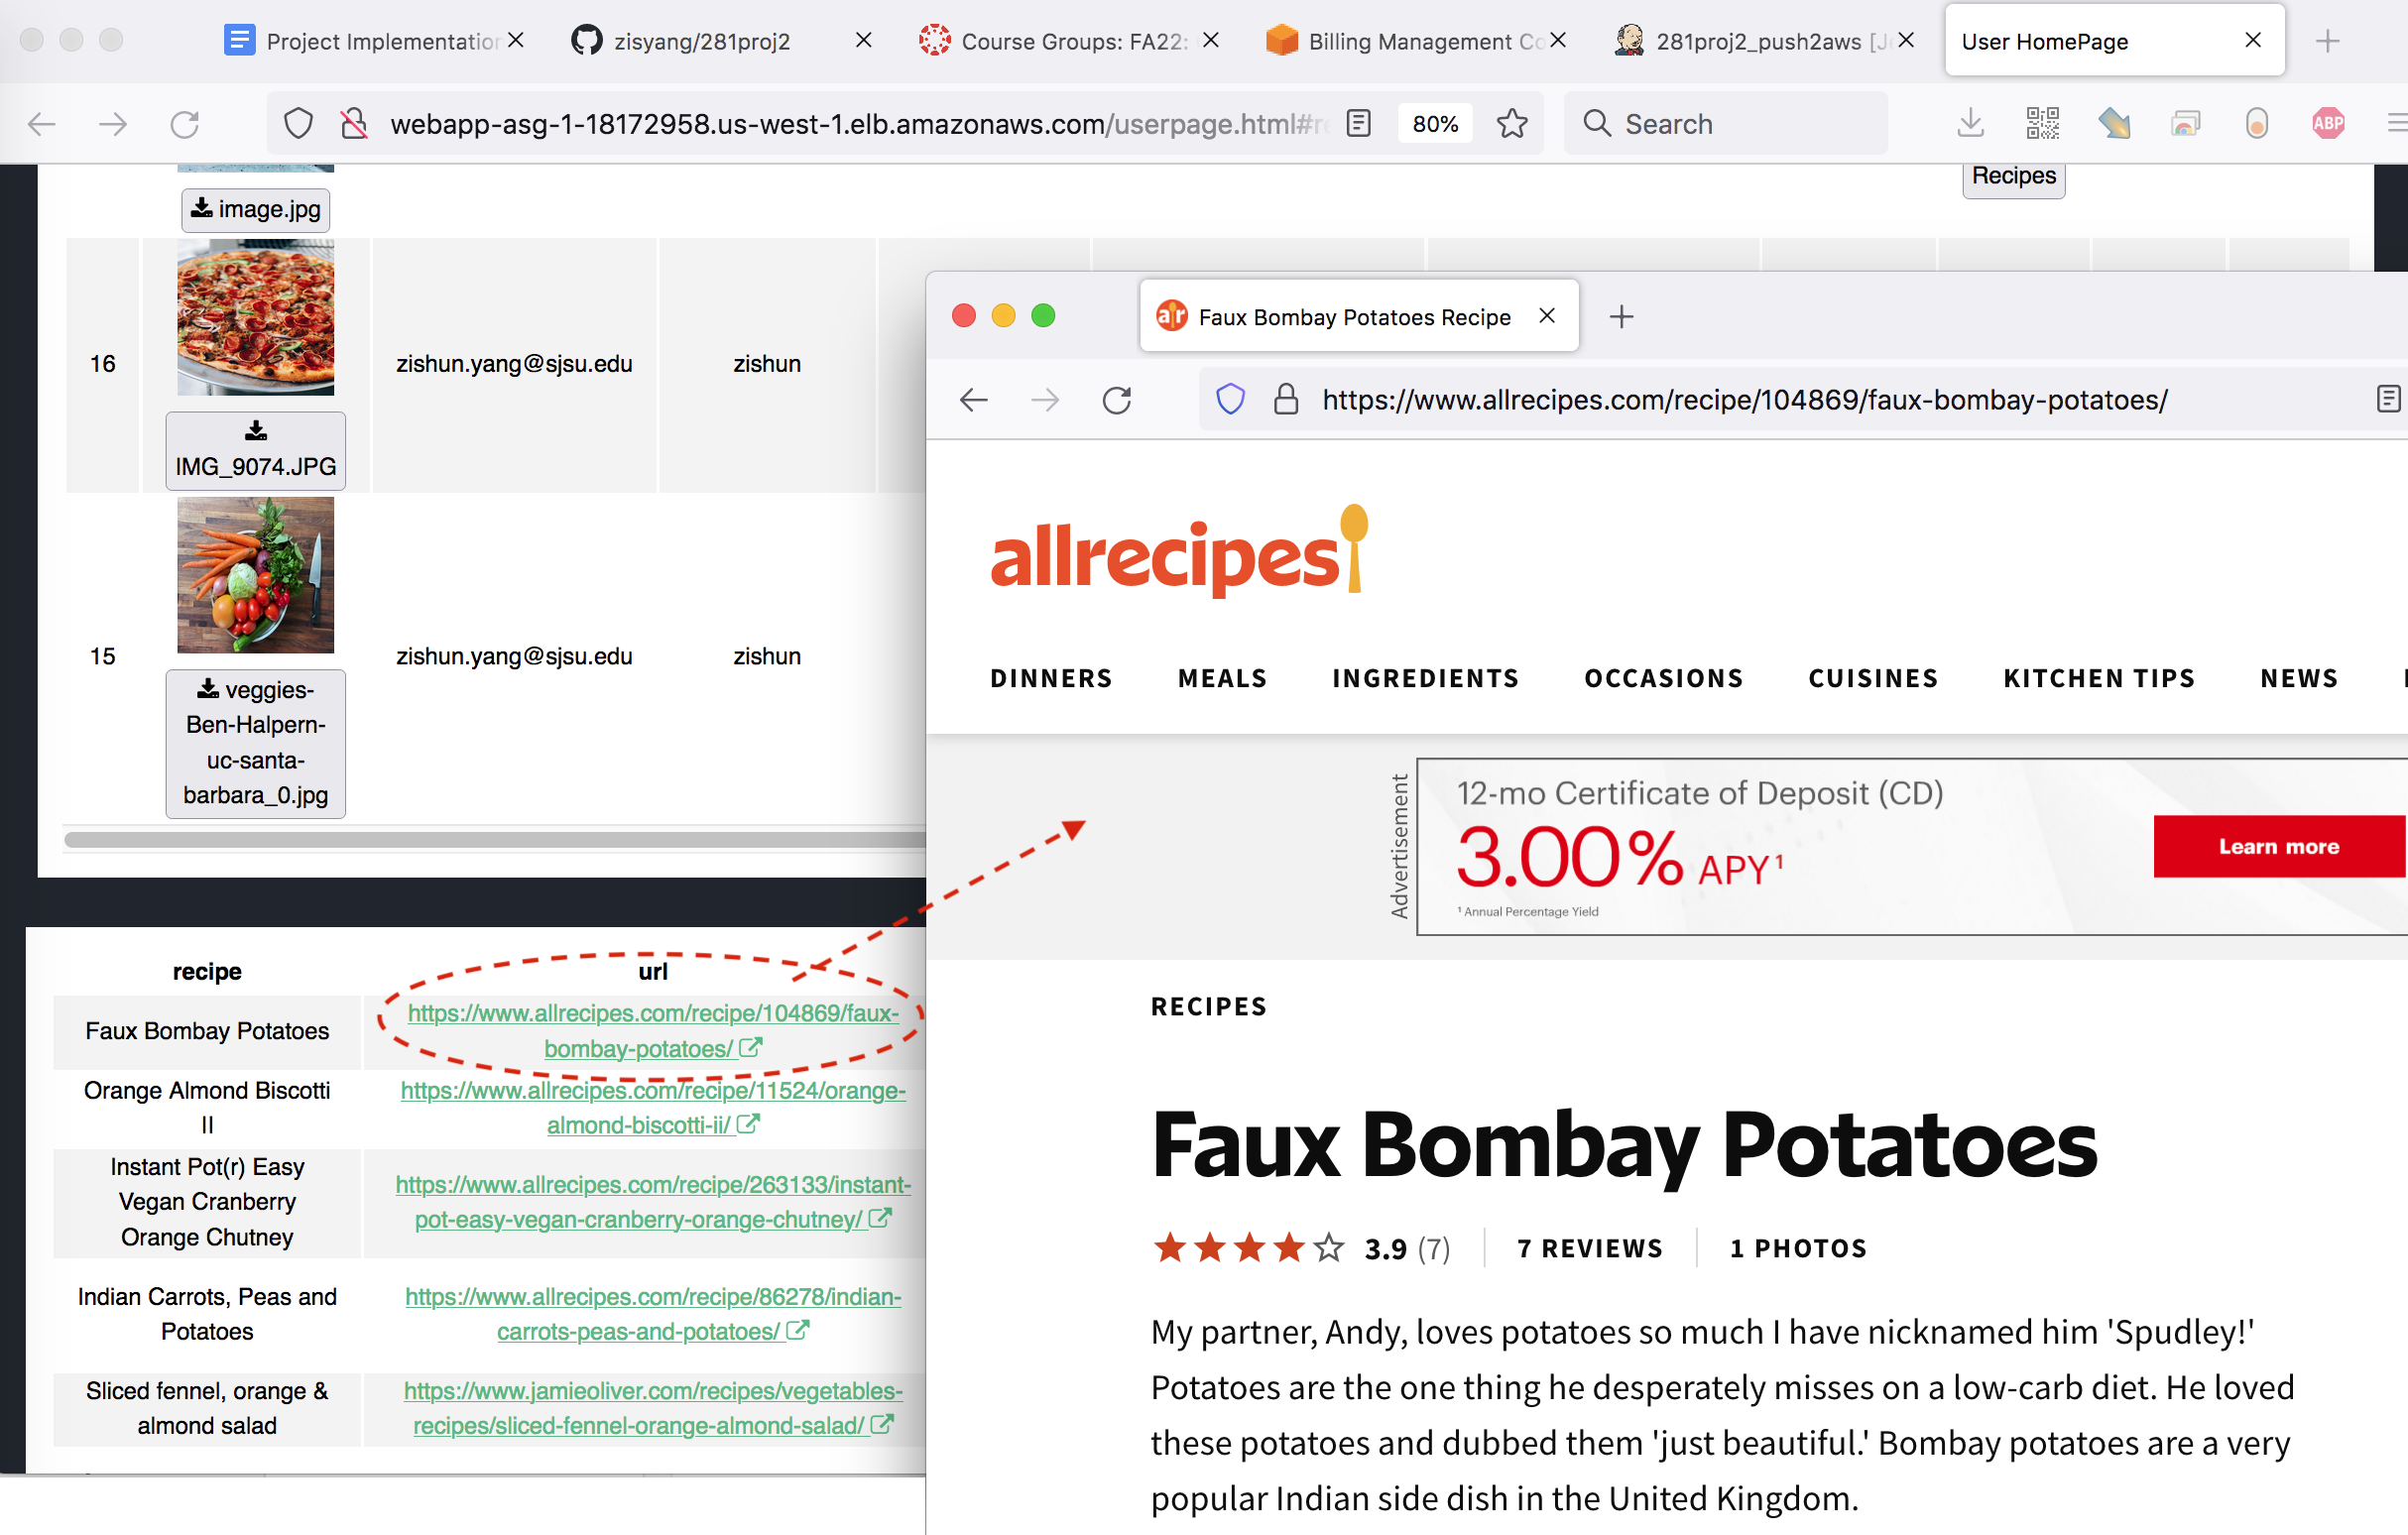 Project Implementation
zisyang/281proj2
Course Groups: FA22:
Billing Management Co
281proj2_push2aws [J
User HomePage
webapp-asg-1-18172958.us-west-1.elb.amazonaws.com/userpage.html#re
80%
Search
ABP
image.jpg
Recipes
16
IMG_9074.JPG
zishun.yang@sjsu.edu
zishun
15
veggies-
Ben-Halpern-
uc-santa-
barbara_0.jpg
zishun.yang@sjsu.edu
zishun
recipe
url
Faux Bombay Potatoes
https://www.allrecipes.com/recipe/104869/faux-
bombay-potatoes/
Orange Almond Biscotti
II
https://www.allrecipes.com/recipe/11524/orange-
almond-biscotti-ii/
Instant Pot(r) Easy
Vegan Cranberry
Orange Chutney
https://www.allrecipes.com/recipe/263133/instant-
pot-easy-vegan-cranberry-orange-chutney/
Indian Carrots, Peas and
Potatoes
https://www.allrecipes.com/recipe/86278/indian-
carrots-peas-and-potatoes/
Sliced fennel, orange &
almond salad
https://www.jamieoliver.com/recipes/vegetables-
recipes/sliced-fennel-orange-almond-salad/
ar
Faux Bombay Potatoes Recipe
https://www.allrecipes.com/recipe/104869/faux-bombay-potatoes/
allrecipes
DINNERS MEALS INGREDIENTS OCCASIONS CUISINES KITCHEN TIPS NEWS
Advertisement
12-mo Certificate of Deposit (CD)
3.00% APY¹
¹ Annual Percentage Yield
Learn more
RECIPES
Faux Bombay Potatoes
3.9 (7) 7 REVIEWS 1 PHOTOS
My partner, Andy, loves potatoes so much I have nicknamed him 'Spudley!'
Potatoes are the one thing he desperately misses on a low-carb diet. He loved
these potatoes and dubbed them 'just beautiful.' Bombay potatoes are a very
popular Indian side dish in the United Kingdom.